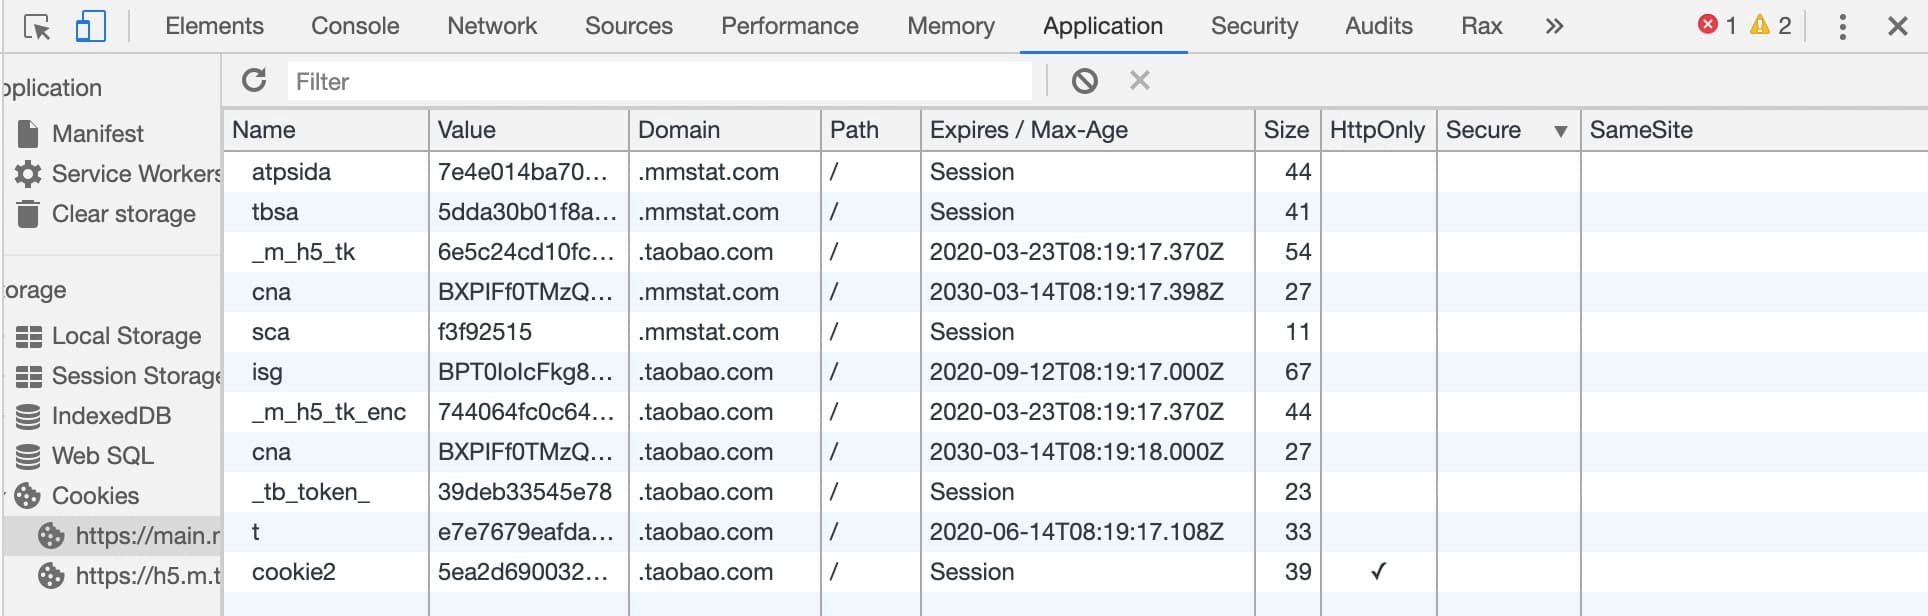 Elements Console Network Sources Performance Memory Application Security Audits Rax » 1 2
Filter
pplication
Manifest
Service Workers
Clear storage
orage
Local Storage
Session Storage
IndexedDB
Web SQL
Cookies
https://main.r
https://h5.m.t
Name Value Domain Path Expires / Max-Age Size HttpOnly Secure ▼ SameSite
atpsida 7e4e014ba70... .mmstat.com / Session 44
tbsa 5dda30b01f8a... .mmstat.com / Session 41
_m_h5_tk 6e5c24cd10fc... .taobao.com / 2020-03-23T08:19:17.370Z 54
cna BXPIFf0TMzQ... .mmstat.com / 2030-03-14T08:19:17.398Z 27
sca f3f92515 .mmstat.com / Session 11
isg BPT0IoIcFkg8... .taobao.com / 2020-09-12T08:19:17.000Z 67
_m_h5_tk_enc 744064fc0c64... .taobao.com / 2020-03-23T08:19:17.370Z 44
cna BXPIFf0TMzQ... .taobao.com / 2030-03-14T08:19:18.000Z 27
_tb_token_ 39deb33545e78 .taobao.com / Session 23
t e7e7679eafda... .taobao.com / 2020-06-14T08:19:17.108Z 33
cookie2 5ea2d690032... .taobao.com / Session 39 ✓